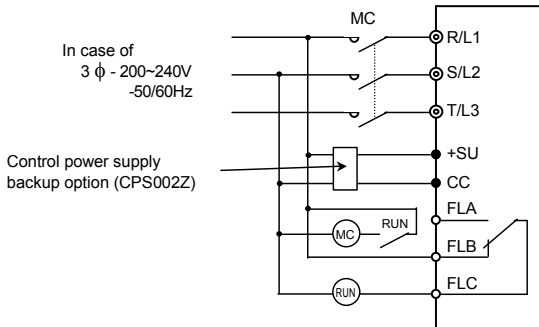 MC
R/L1
In case of
3 ϕ - 200~240V
-50/60Hz
S/L2
T/L3
+SU
Control power supply
backup option (CPS002Z)
CC
FLA
MC
RUN
FLB
RUN
FLC